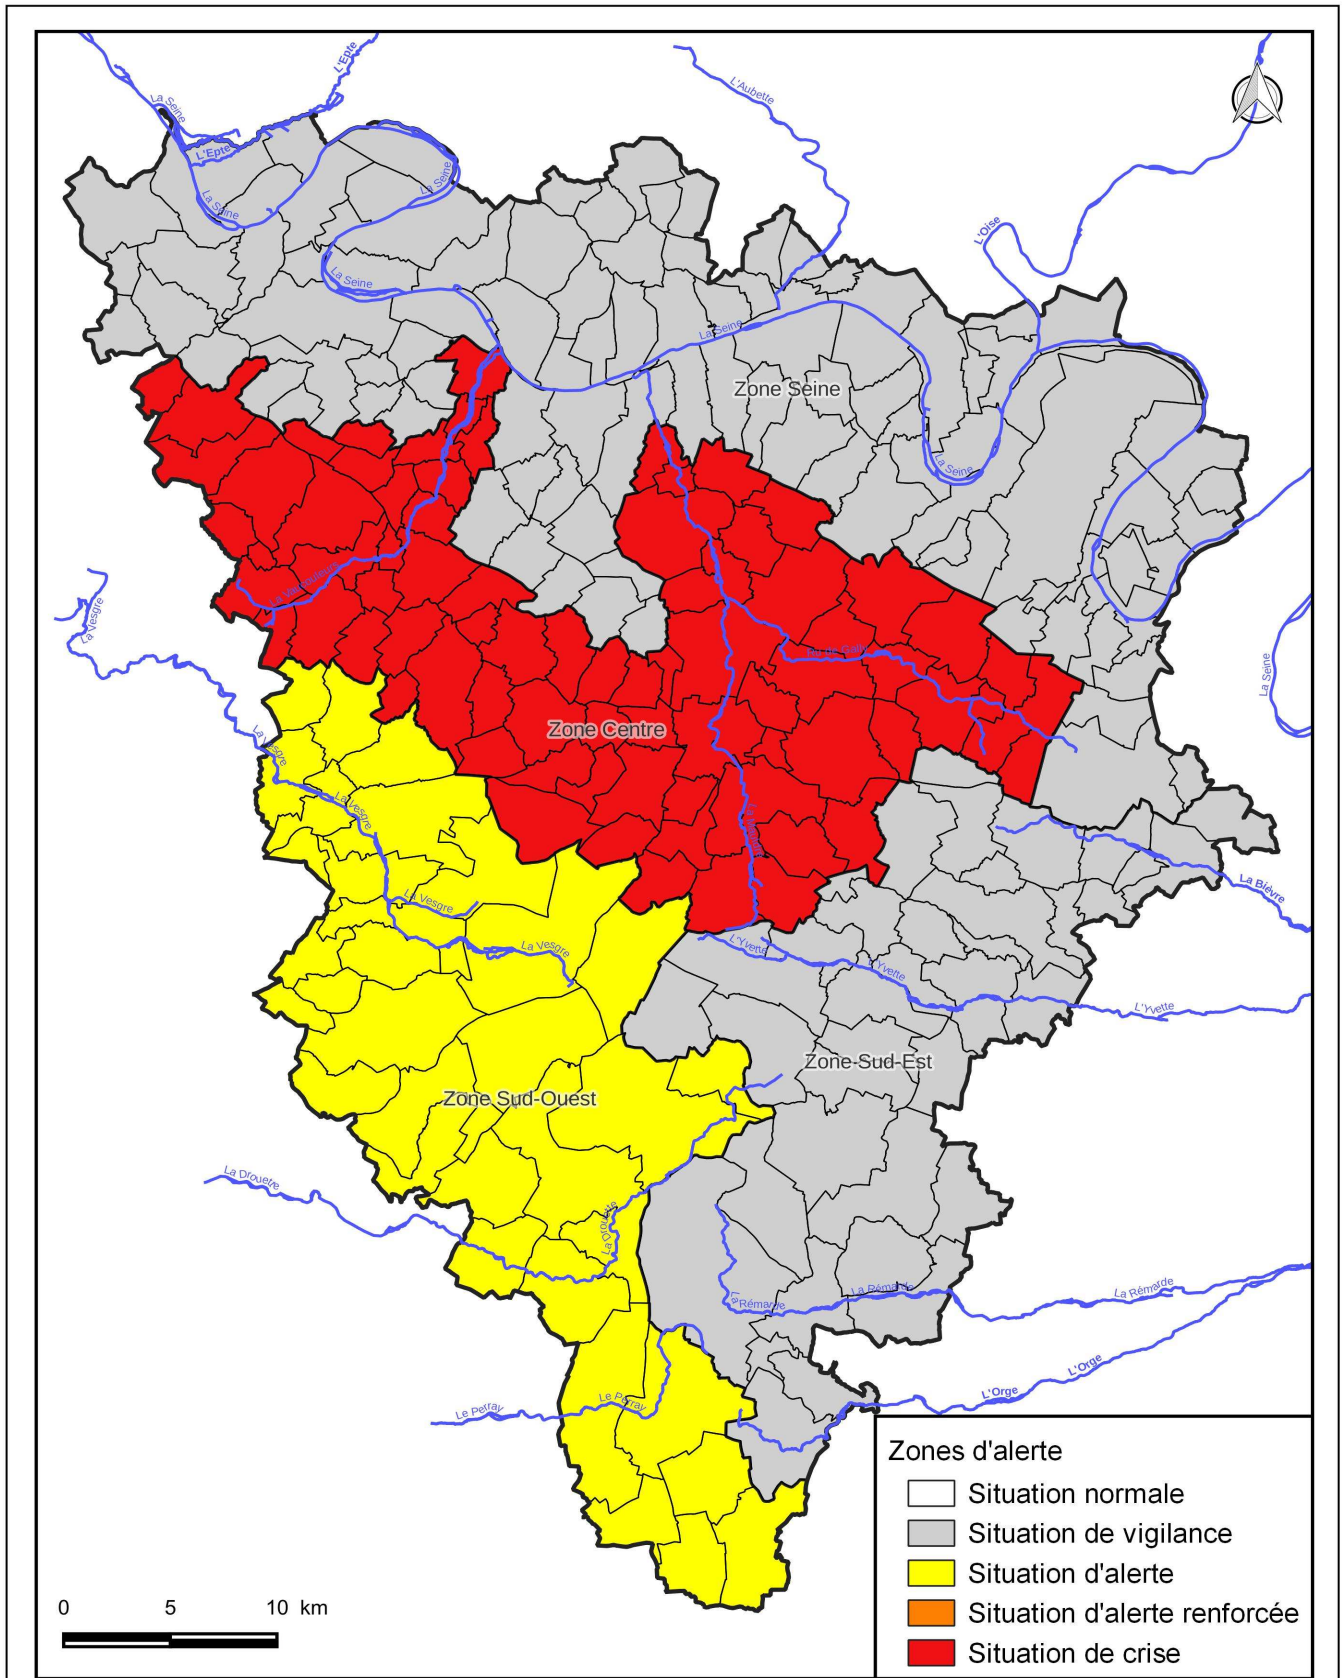 L'Epte
La Seine
L'Aubette
L'Epte
La Seine
La Seine
L'Oise
La Seine
La Seine
Zone Seine
La Seine
La Vesgre
La Vaucouleurs
Ru de Gally
La Seine
La Vesgre
Zone Centre
La Vesgre
La Mauldre
La Bièvre
La Vesgre
La Vesgre
L'Yvette
L'Yvette
L'Yvette
Zone Sud-Est
Zone Sud-Ouest
La Drouette
La Drouette
La Rémarde
La Rémarde
La Rémarde
L'Orge
L'Orge
Le Perray
Le Perray
Zones d'alerte
Situation normale
Situation de vigilance
Situation d'alerte
Situation d'alerte renforcée
Situation de crise
0 5 10 km